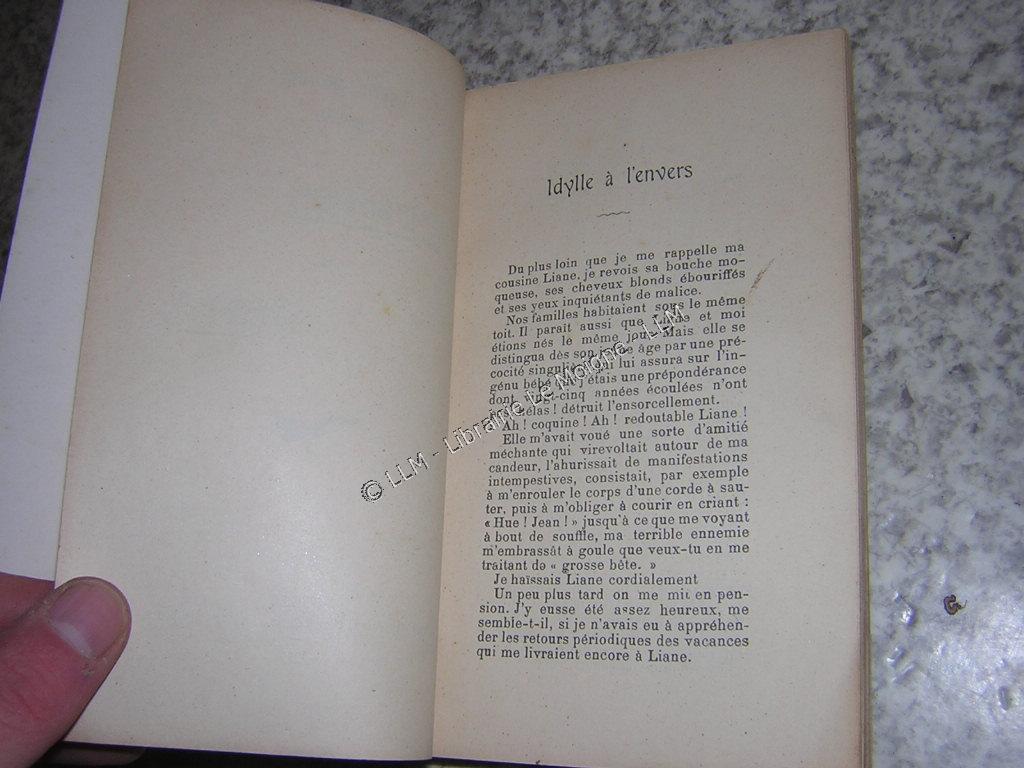 Idylle à l'envers
Du plus loin que je me rappelle ma
cousine Liane, je revois sa bouche mo-
queuse, ses cheveux blonds ébouriffés
et ses yeux inquiétants de malice.
Nos familles habitaient sous le même
toit. Il paraît aussi que Liane et moi
étions nés le même jour. Mais elle se
distingua dès son âge par une pré-
cocité singulière qui lui assura sur l'in-
génu bébé j'étais une prépondérance
dont vingt-cinq années écoulées n'ont
hélas ! détruit l'ensorcellement.
Ah ! coquine ! Ah ! redoutable Liane !
Elle m'avait voué une sorte d'amitié
méchante qui virevoltait autour de ma
candeur, l'ahurissait de manifestations
intempestives, consistait, par exemple
à m'enrouler le corps d'une corde à sau-
ter, puis à m'obliger à courir en criant :
« Hue ! Jean ! » jusqu'à ce que me voyant
à bout de souffle, ma terrible ennemie
m'embrassât à goule que veux-tu en me
traitant de « grosse bête. »
Je haïssais Liane cordialement
Un peu plus tard on me mit en pen-
sion. J'y eusse été assez heureux, me
semble-t-il, si je n'avais eu à appréhen-
der les retours périodiques des vacances
qui me livraient encore à Liane.
© LLM - Librairie Le Moîone - LLM